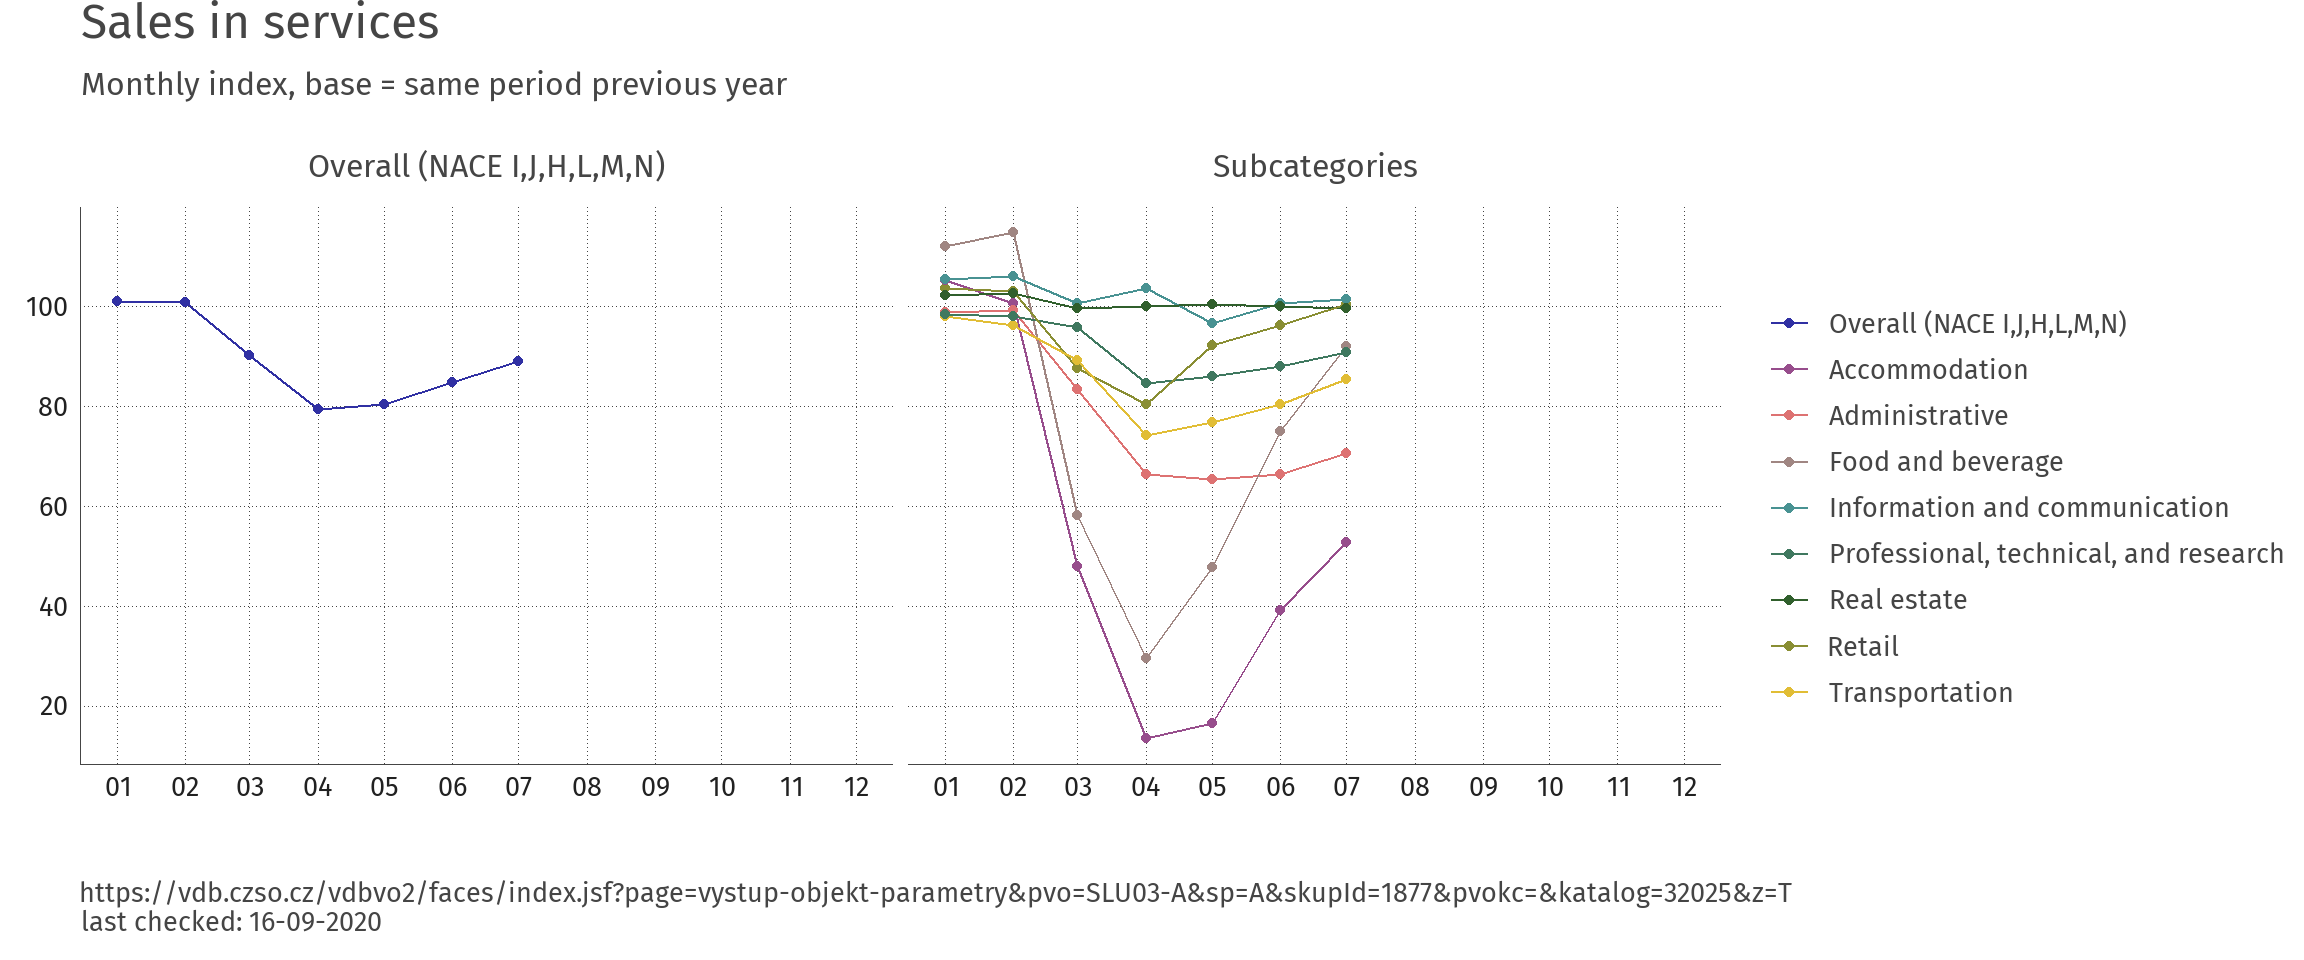 Sales in services
Monthly index, base = same period previous year
Overall (NACE I,J,H,L,M,N)
Subcategories
100
80
60
40
20
01 02 03 04 05 06 07 08 09 10 11 12
01 02 03 04 05 06 07 08 09 10 11 12
Overall (NACE I,J,H,L,M,N)
Accommodation
Administrative
Food and beverage
Information and communication
Professional, technical, and research
Real estate
Retail
Transportation
https://vdb.czso.cz/vdbvo2/faces/index.jsf?page=vystup-objekt-parametry&pvo=SLU03-A&sp=A&skupId=1877&pvokc=&katalog=32025&z=T
last checked: 16-09-2020